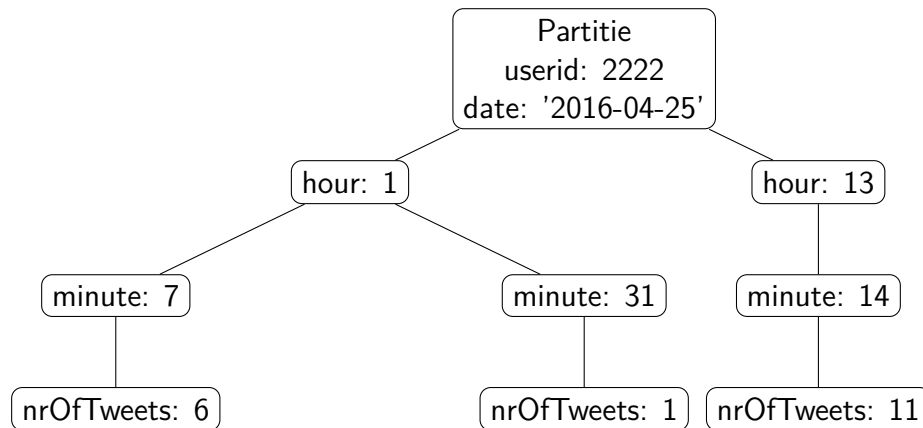 Partitie
userid: 2222
date: '2016-04-25'
hour: 1
hour: 13
minute: 7
minute: 31
minute: 14
nrOfTweets: 6
nrOfTweets: 1
nrOfTweets: 11